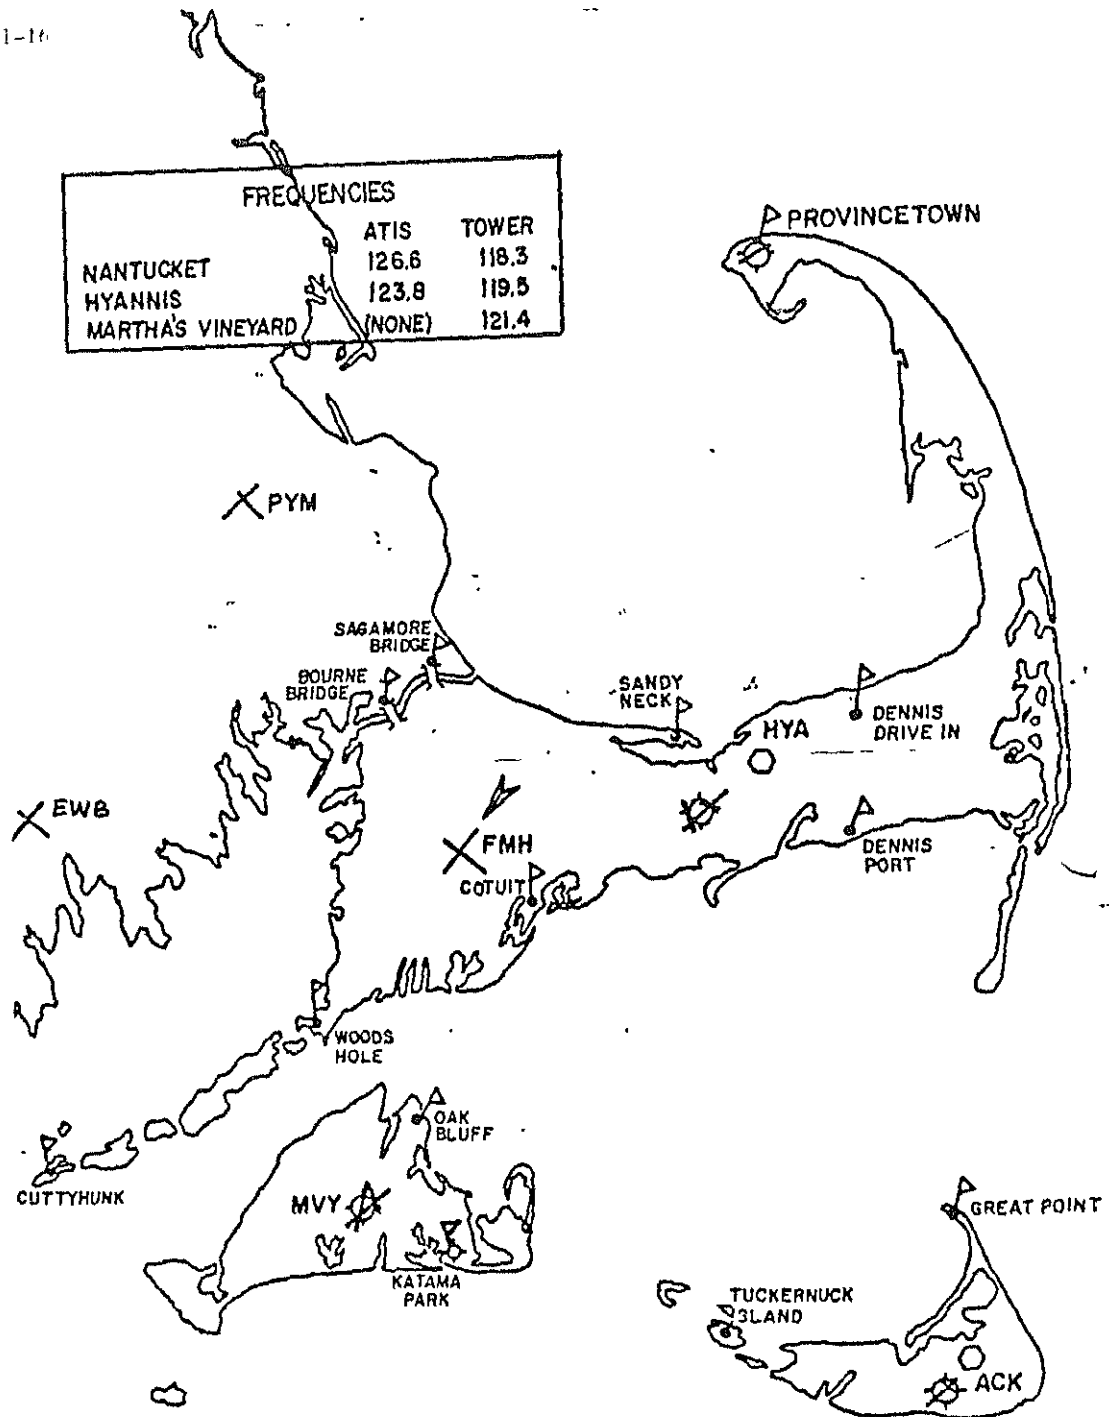 1-16
FREQUENCIES
ATIS TOWER
NANTUCKET 126.6 118.3
HYANNIS 123.8 119.5
MARTHA'S VINEYARD (NONE) 121.4
PROVINCETOWN
PYM
SAGAMORE
BRIDGE
BOURNE
BRIDGE
SANDY
NECK
HYA
DENNIS
DRIVE IN
EWB
FMH
COTUIT
DENNIS
PORT
WOODS
HOLE
OAK
BLUFF
CUTTYHUNK
MVY
KATAMA
PARK
GREAT POINT
TUCKERNUCK
ISLAND
ACK